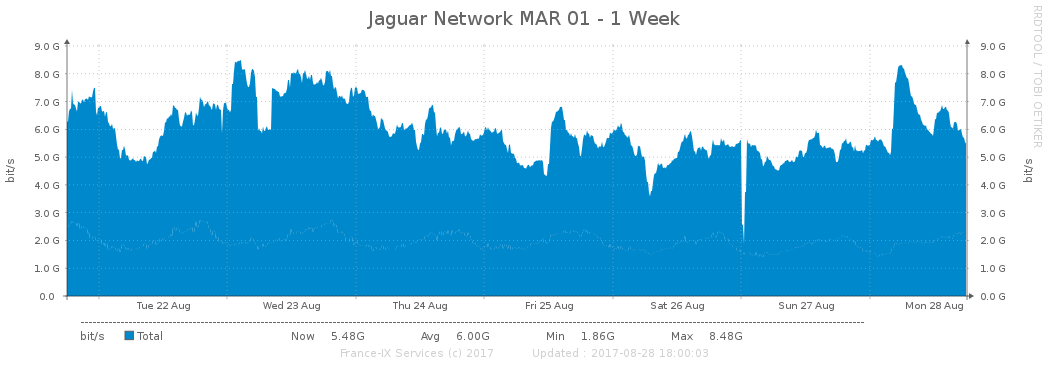 Jaguar Network MAR 01 - 1 Week
RRDTOOL / TOBI OETIKER
9.0 G 9.0 G
8.0 G 8.0 G
7.0 G 7.0 G
6.0 G 6.0 G
5.0 G 5.0 G
bit/s bit/s
4.0 G 4.0 G
3.0 G 3.0 G
2.0 G 2.0 G
1.0 G 1.0 G
0.0 0.0 G
Tue 22 Aug Wed 23 Aug Thu 24 Aug Fri 25 Aug Sat 26 Aug Sun 27 Aug Mon 28 Aug
bit/s Total Now 5.48G Avg 6.00G Min 1.86G Max 8.48G
France-IX Services (c) 2017 Updated : 2017-08-28 18:00:03